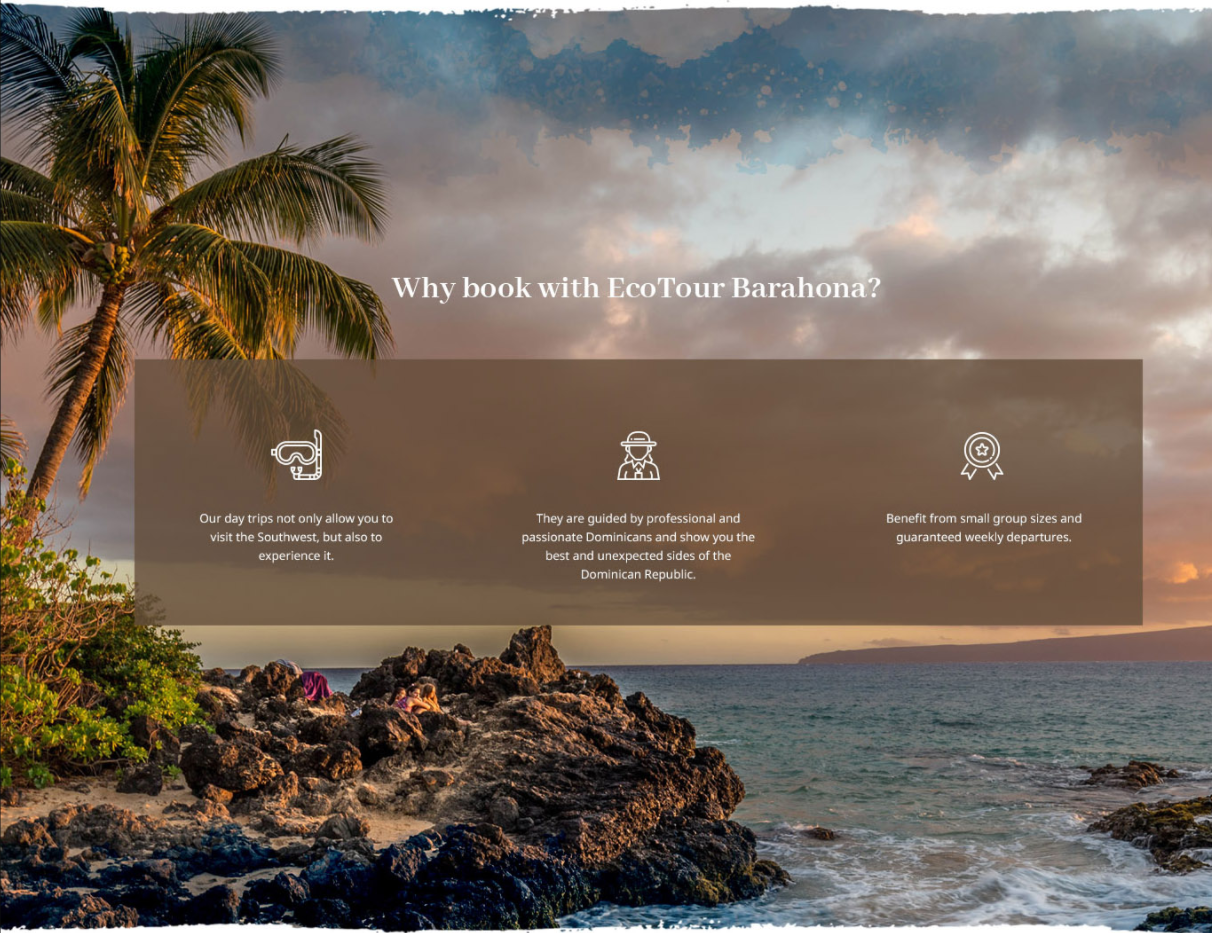 Why book with EcoTour Barahona?
Our day trips not only allow you to
visit the Southwest, but also to
experience it.
They are guided by professional and
passionate Dominicans and show you the
best and unexpected sides of the
Dominican Republic.
Benefit from small group sizes and
guaranteed weekly departures.